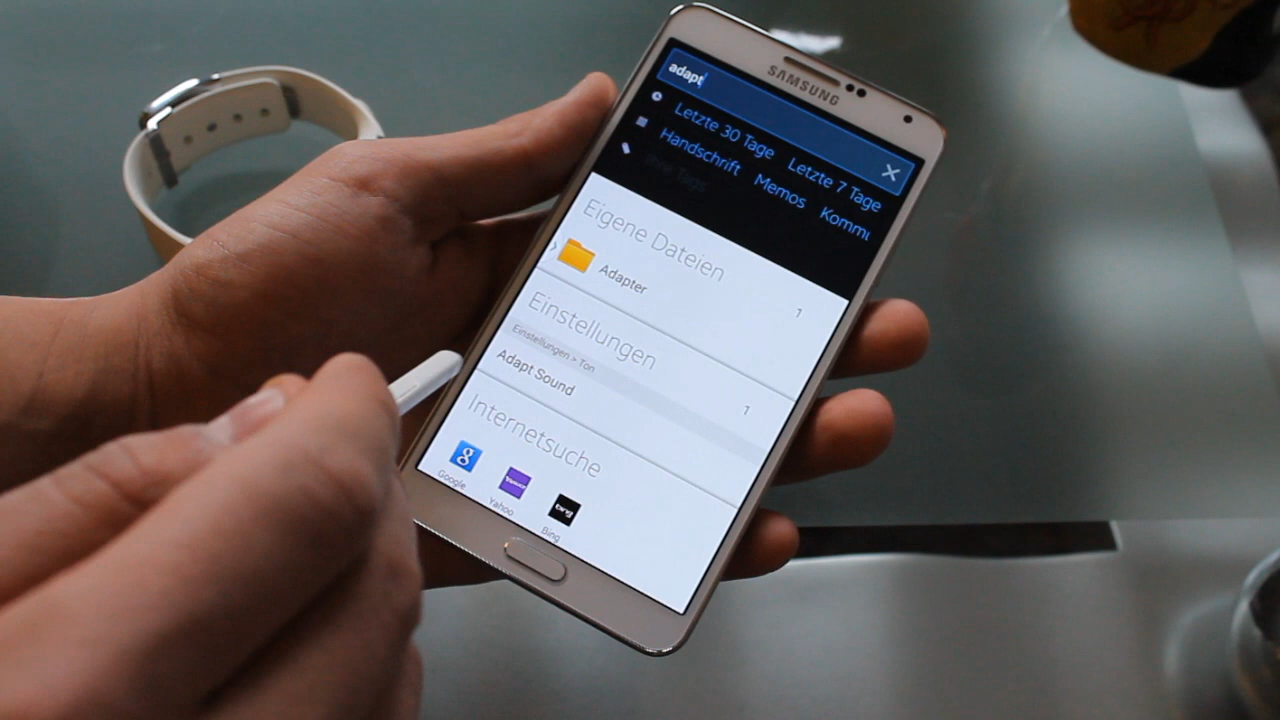 SAMSUNG
adapt
Letzte 30 Tage Letzte 7 Tage
Handschrift Memos Kommu
Eigene Dateien
Adapter 1
Einstellungen
Einstellungen > Ton
Adapt Sound 1
Internetsuche
Google Yahoo Bing